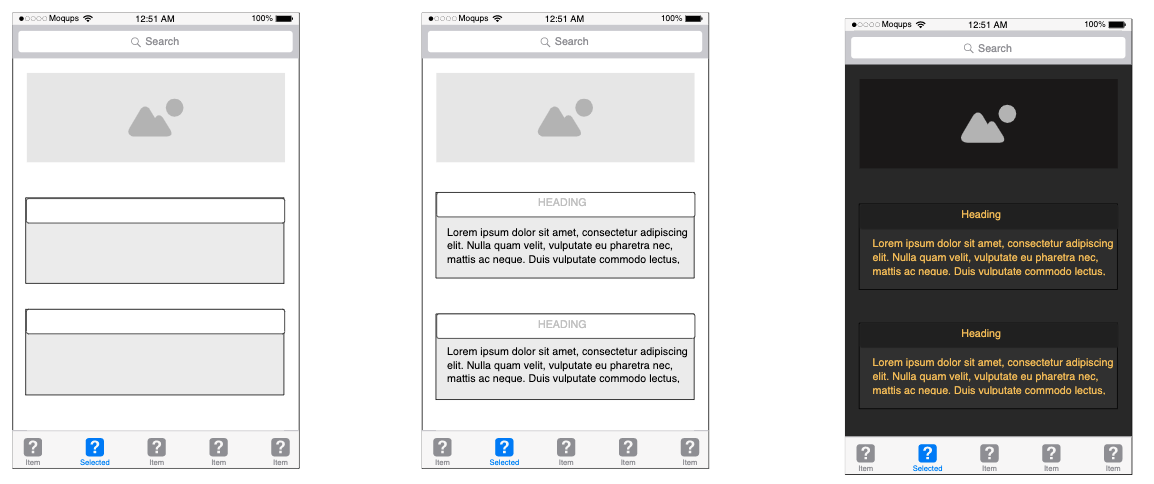 Moqups 12:51 AM 100%
Search
? ? ? ? ?
Item Selected Item Item Item
Moqups 12:51 AM 100%
Search
HEADING
Lorem ipsum dolor sit amet, consectetur adipiscing
elit. Nulla quam velit, vulputate eu pharetra nec,
mattis ac neque. Duis vulputate commodo lectus,
HEADING
Lorem ipsum dolor sit amet, consectetur adipiscing
elit. Nulla quam velit, vulputate eu pharetra nec,
mattis ac neque. Duis vulputate commodo lectus,
? ? ? ? ?
Item Selected Item Item Item
Moqups 12:51 AM 100%
Search
Heading
Lorem ipsum dolor sit amet, consectetur adipiscing
elit. Nulla quam velit, vulputate eu pharetra nec,
mattis ac neque. Duis vulputate commodo lectus,
Heading
Lorem ipsum dolor sit amet, consectetur adipiscing
elit. Nulla quam velit, vulputate eu pharetra nec,
mattis ac neque. Duis vulputate commodo lectus,
? ? ? ? ?
Item Selected Item Item Item